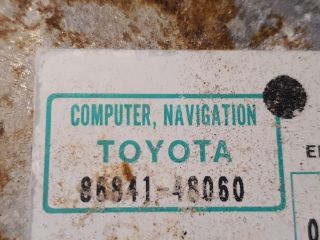 COMPUTER, NAVIGATION
TOYOTA
86841-48060